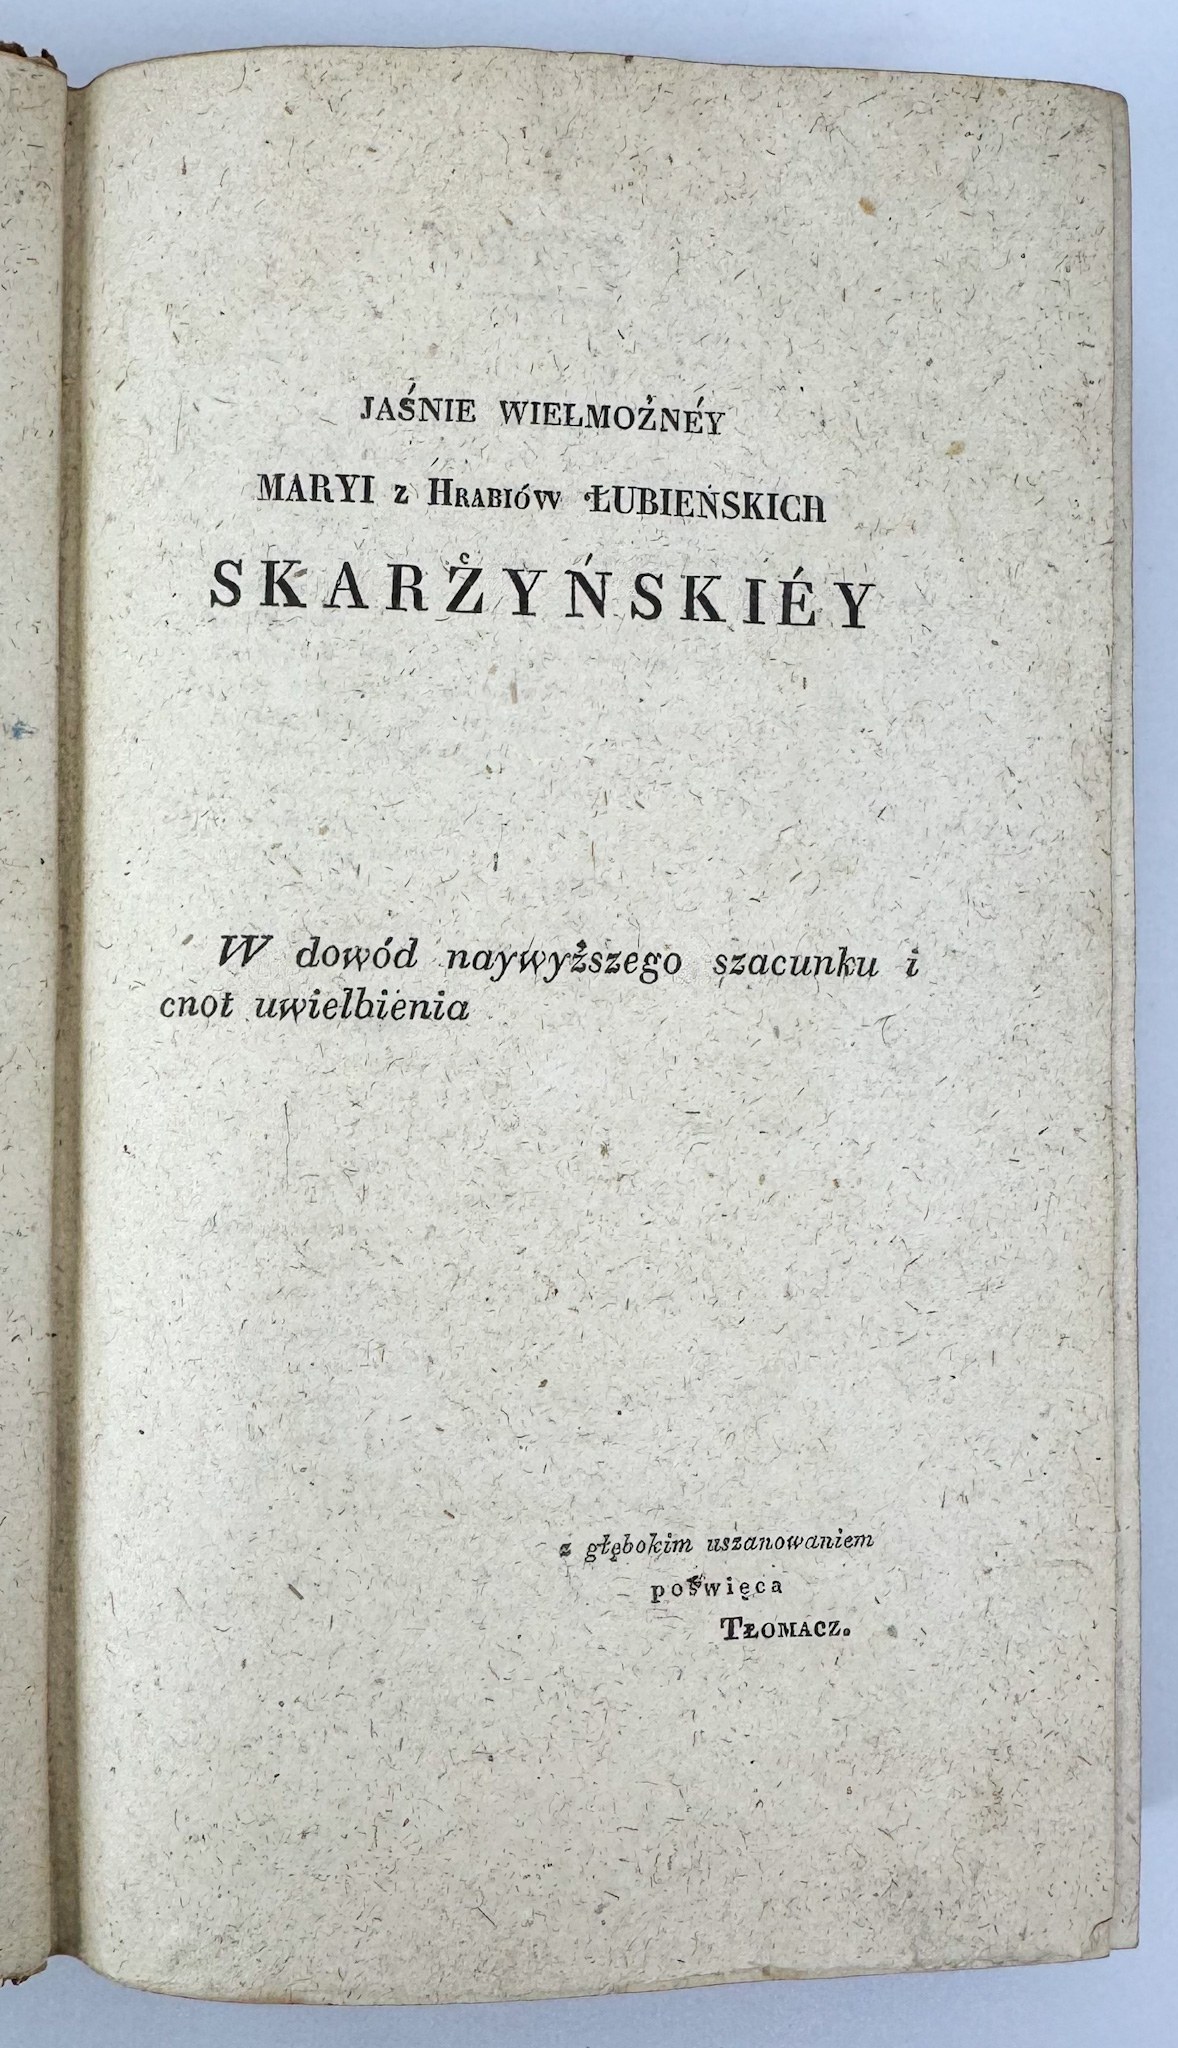 JAŚNIE WIELMOŻNÉY
MARYI z HRABIÓW ŁUBIEŃSKICH
SKARŻYŃSKIÉY
W dowód naywyższego szacunku i
cnot uwielbienia
z głębokim uszanowaniem
poświęca
TŁOMACZ.